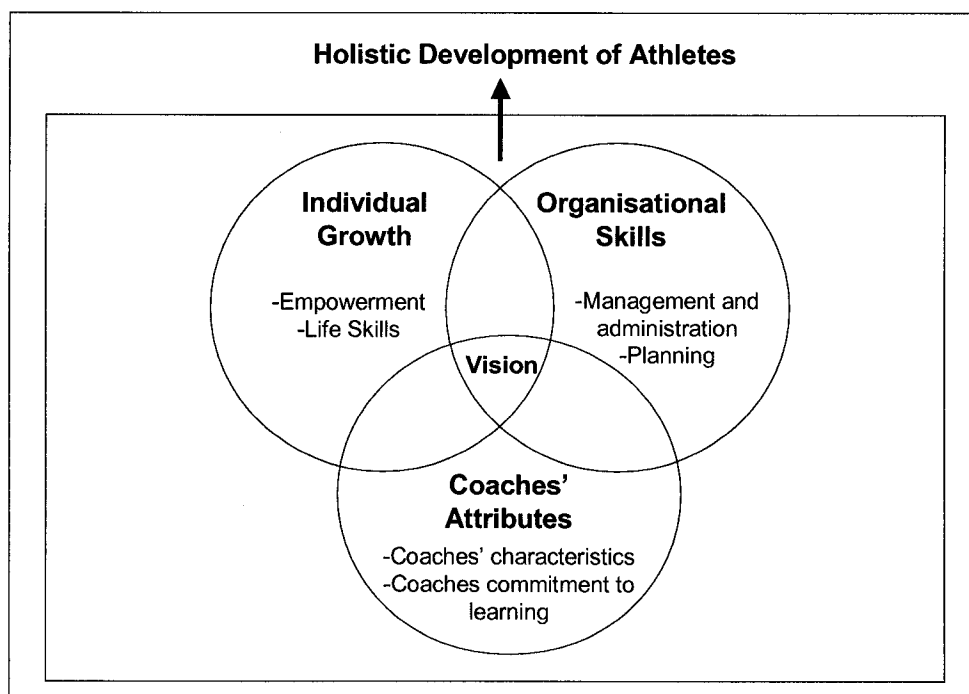 Holistic Development of Athletes
Individual
Growth
-Empowerment
-Life Skills
Organisational
Skills
-Management and
administration
-Planning
Vision
Coaches'
Attributes
-Coaches' characteristics
-Coaches commitment to
learning